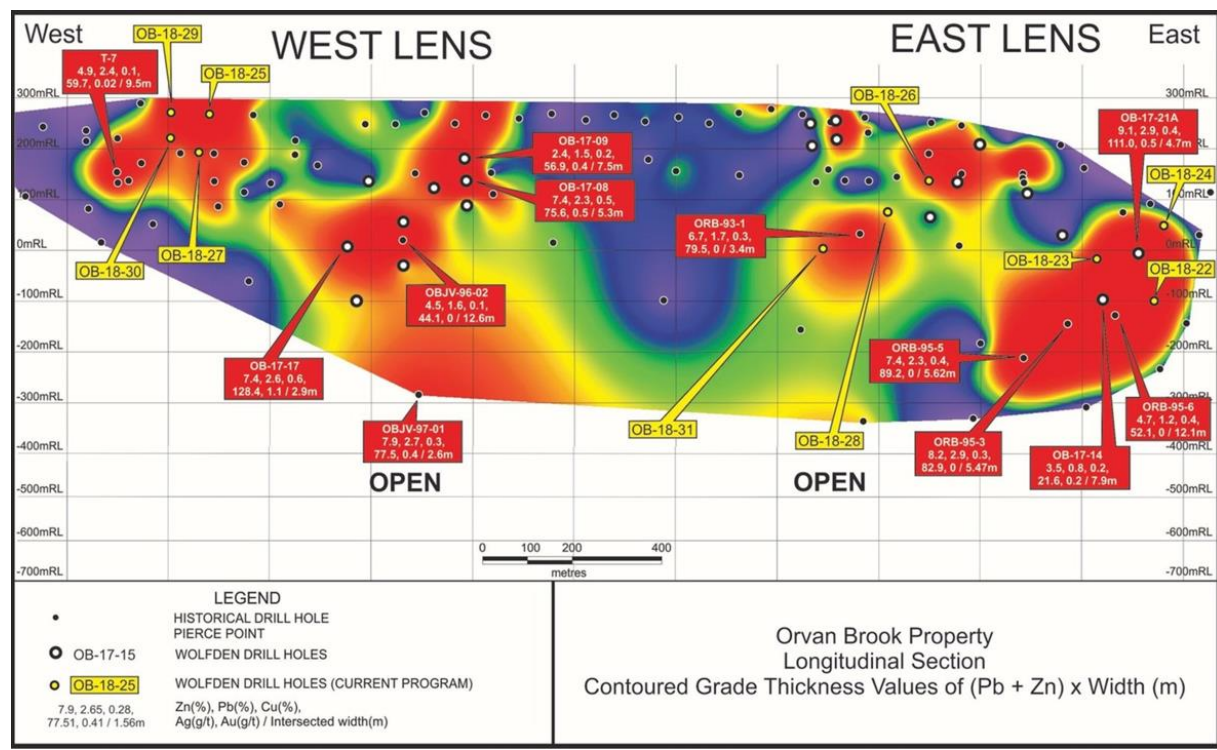 West
WEST LENS
EAST LENS
East
OB-18-29
OB-18-25
T-7
4.9, 2.4, 0.1,
59.7, 0.02 / 9.5m
OB-18-26
OB-17-21A
9.1, 2.9, 0.4,
111.0, 0.5 / 4.7m
300mRL
300mRL
OB-17-09
2.4, 1.5, 0.2,
56.9, 0.4 / 7.5m
OB-18-24
200mRL
200mRL
OB-17-08
7.4, 2.3, 0.5,
75.6, 0.5 / 5.3m
100mRL
ORB-93-1
6.7, 1.7, 0.3,
79.5, 0 / 3.4m
0mRL
0mRL
OB-18-27
OB-18-30
OB-18-23
OB-18-22
OBJV-96-02
4.5, 1.6, 0.1,
44.1, 0 / 12.6m
-100mRL
-100mRL
OB-17-17
7.4, 2.6, 0.6,
128.4, 1.1 / 2.9m
ORB-95-5
7.4, 2.3, 0.4,
89.2, 0 / 5.62m
-200mRL
-200mRL
-300mRL
-300mRL
OBJV-97-01
7.9, 2.7, 0.3,
77.5, 0.4 / 2.6m
OB-18-31
OB-18-28
ORB-95-3
8.2, 2.9, 0.3,
82.9, 0 / 5.47m
OB-17-14
3.5, 0.8, 0.2,
21.6, 0.2 / 7.9m
ORB-95-6
4.7, 1.2, 0.4,
52.1, 0 / 12.1m
-400mRL
-400mRL
OPEN
OPEN
-500mRL
-500mRL
-600mRL
-600mRL
0 100 200 400
metres
-700mRL
-700mRL
LEGEND
HISTORICAL DRILL HOLE
PIERCE POINT
OB-17-15 WOLFDEN DRILL HOLES
OB-18-25 WOLFDEN DRILL HOLES (CURRENT PROGRAM)
7.9, 2.65, 0.28, Zn(%), Pb(%), Cu(%),
77.51, 0.41 / 1.56m Ag(g/t), Au(g/t) / Intersected width(m)
Orvan Brook Property
Longitudinal Section
Contoured Grade Thickness Values of (Pb + Zn) x Width (m)